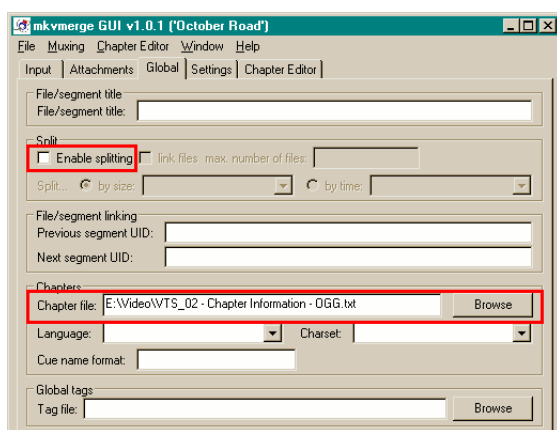 mkvmerge GUI v1.0.1 ('October Road')
File Muxing Chapter Editor Window Help
Input Attachments Global Settings Chapter Editor
File/segment title
File/segment title:
Split
Enable splitting link files max. number of files:
Split... by size: by time:
File/segment linking
Previous segment UID:
Next segment UID:
Chapters
Chapter file: E:\Video\VTS_02 - Chapter Information - OGG.txt Browse
Language: Charset:
Cue name format:
Global tags
Tag file: Browse